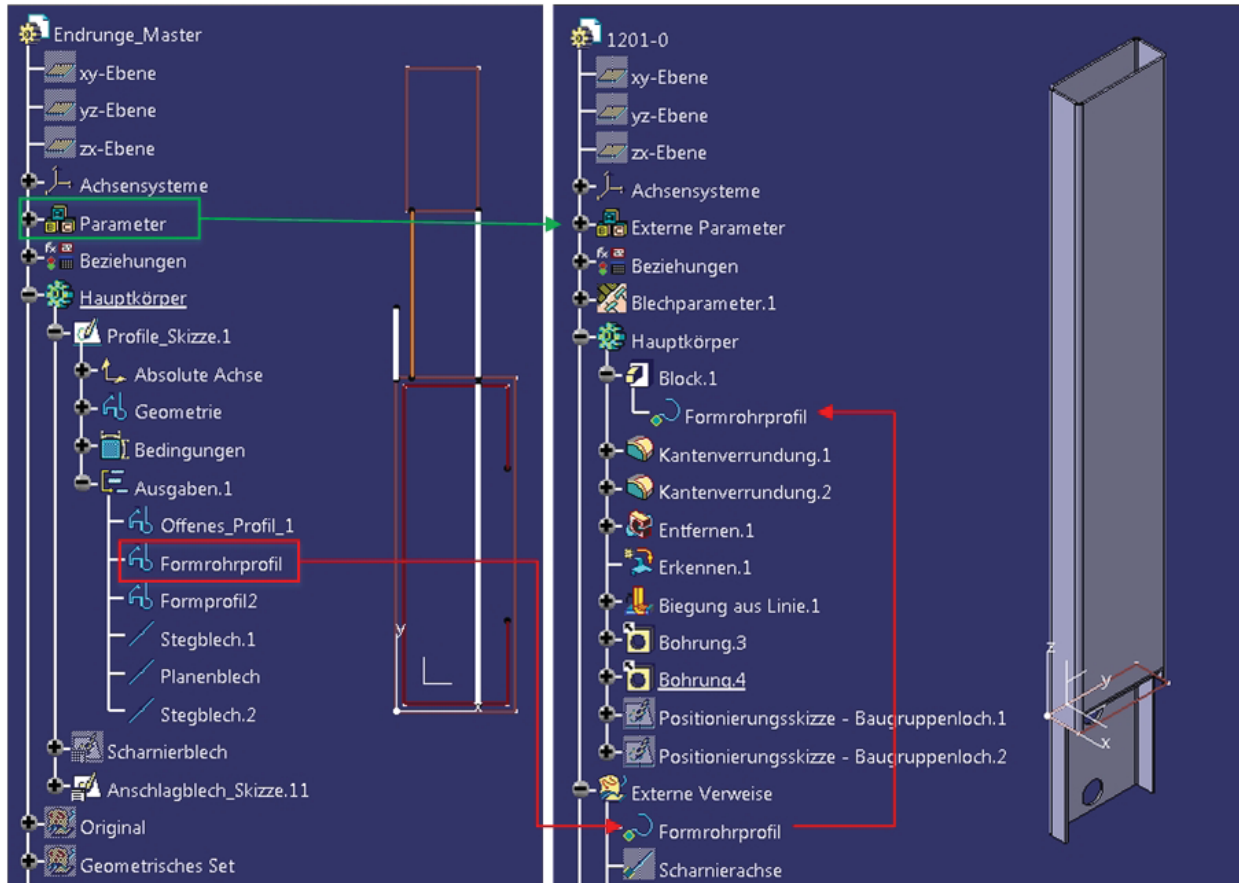 Endrunge_Master
xy-Ebene
yz-Ebene
zx-Ebene
Achsensysteme
Parameter
Beziehungen
Hauptkörper
Profile_Skizze.1
Absolute Achse
Geometrie
Bedingungen
Ausgaben.1
Offenes_Profil_1
Formrohrprofil
Formprofil2
Stegblech.1
Planenblech
Stegblech.2
Scharnierblech
Anschlagblech_Skizze.11
Original
Geometrisches Set
y
x
1201-0
xy-Ebene
yz-Ebene
zx-Ebene
Achsensysteme
Externe Parameter
Beziehungen
Blechparameter.1
Hauptkörper
Block.1
Formrohrprofil
Kantenverrundung.1
Kantenverrundung.2
Entfernen.1
Erkennen.1
Biegung aus Linie.1
Bohrung.3
Bohrung.4
Positionierungsskizze - Baugruppenloch.1
Positionierungsskizze - Baugruppenloch.2
Externe Verweise
Formrohrprofil
Scharnierachse
z
y
x